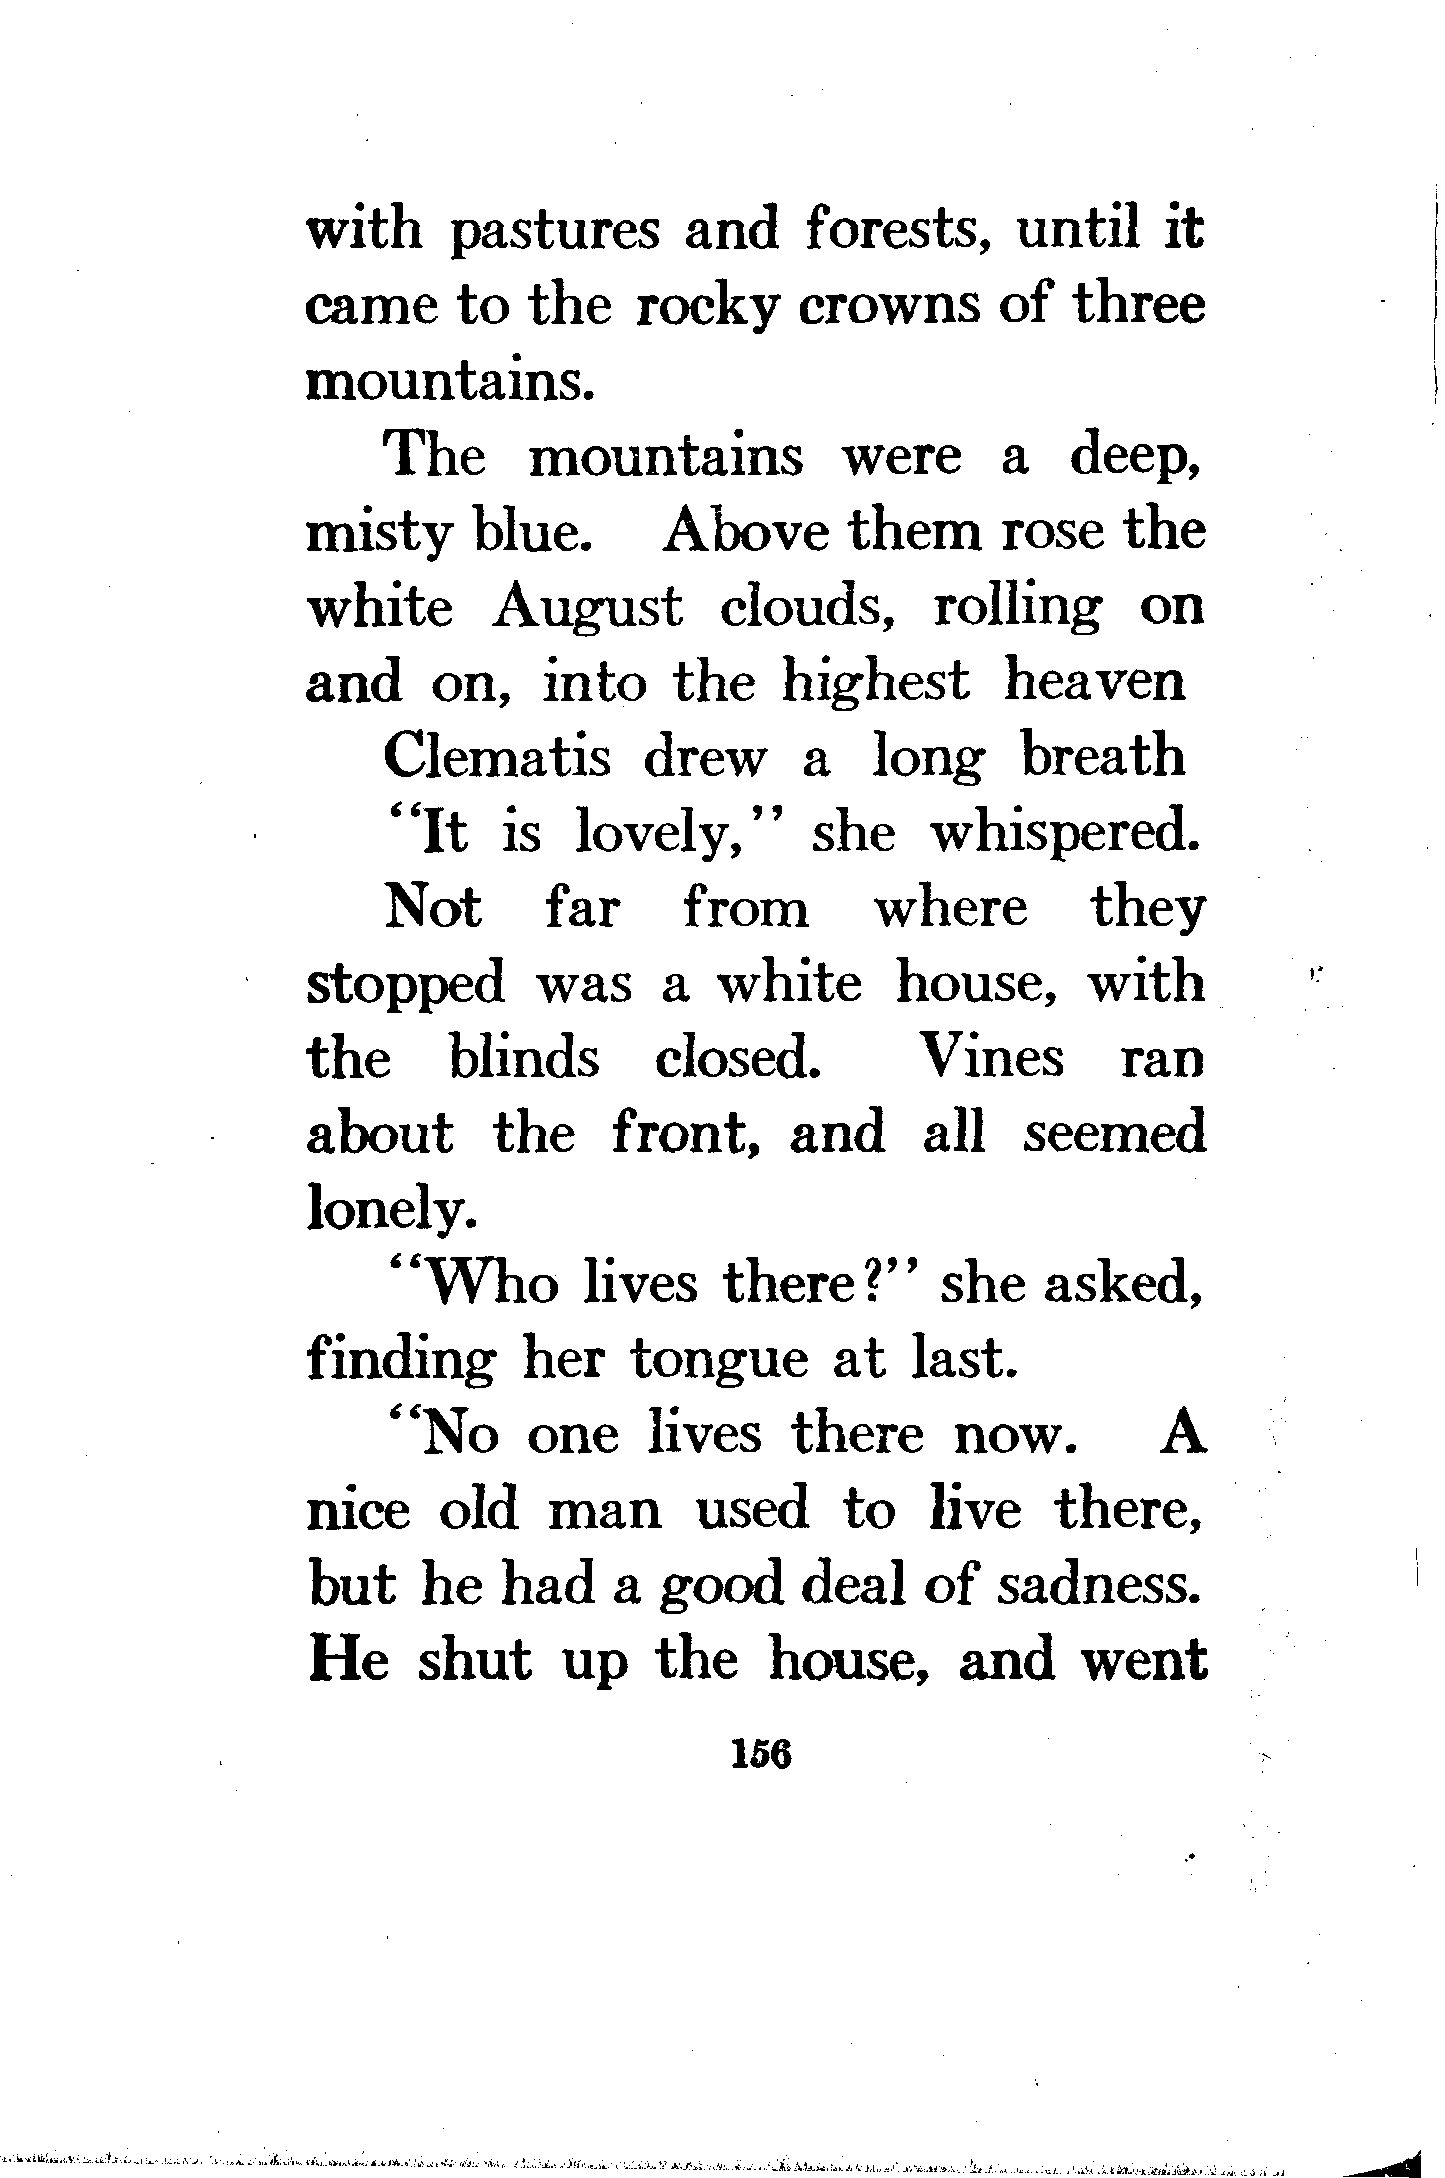 with pastures and forests, until it
came to the rocky crowns of three
mountains.
The mountains were a deep,
misty blue. Above them rose the
white August clouds, rolling on
and on, into the highest heaven
Clematis drew a long breath
“It is lovely,” she whispered.
Not far from where they
stopped was a white house, with
the blinds closed. Vines ran
about the front, and all seemed
lonely.
“Who lives there?” she asked,
finding her tongue at last.
“No one lives there now. A
nice old man used to live there,
but he had a good deal of sadness.
He shut up the house, and went
156